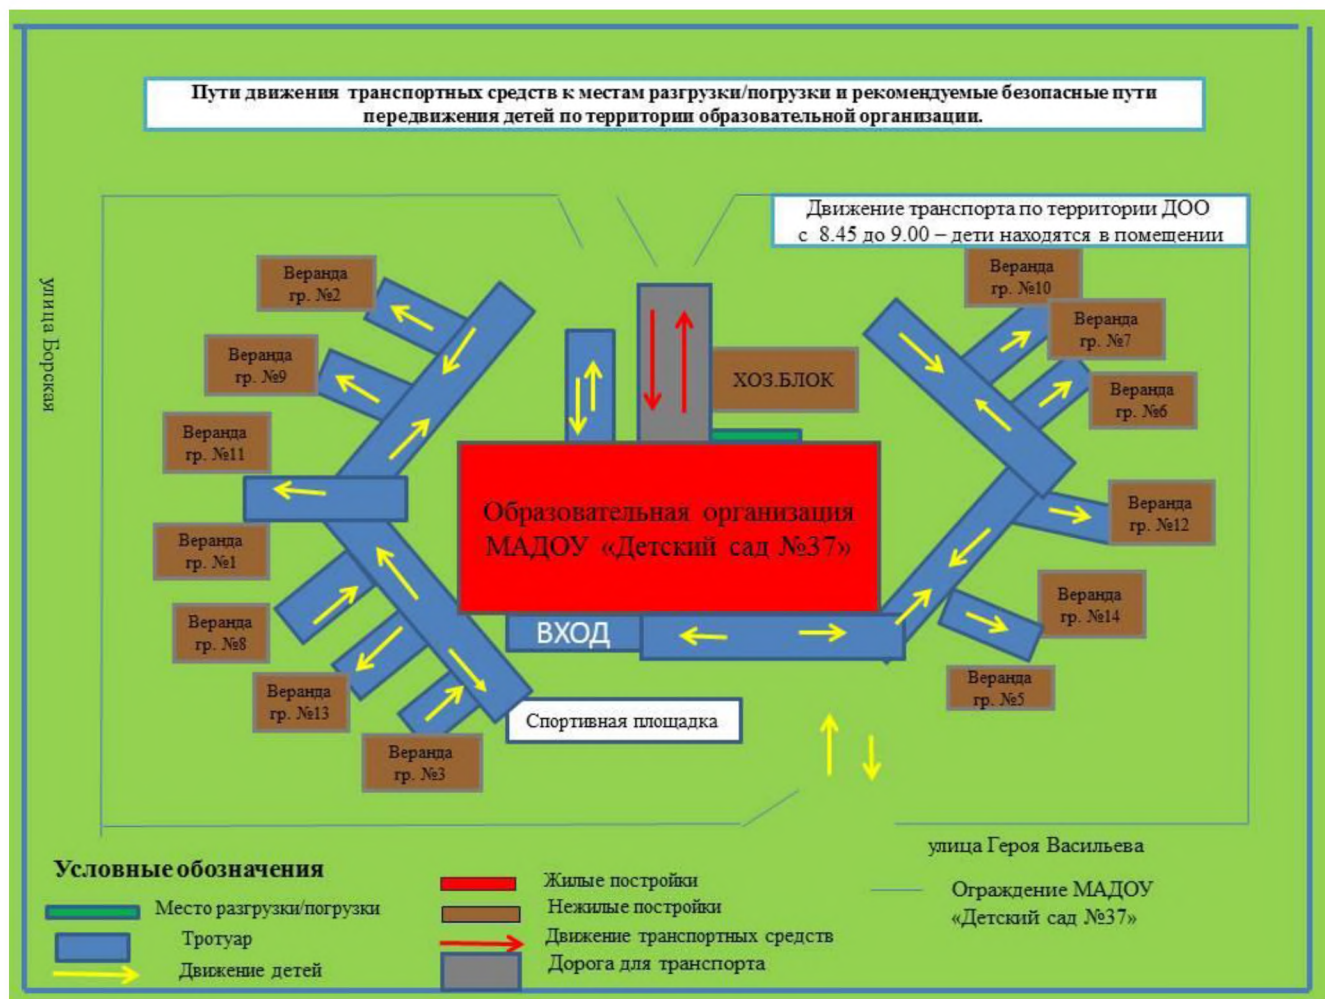 Пути движения транспортных средств к местам разгрузки/погрузки и рекомендуемые безопасные пути
передвижения детей по территории образовательной организации.
Движение транспорта по территории ДОО
с 8.45 до 9.00 – дети находятся в помещении
улица Борская
Веранда
гр. №2
Веранда
гр. №9
Веранда
гр. №11
Веранда
гр. №1
Веранда
гр. №8
Веранда
гр. №13
Веранда
гр. №3
ХОЗ.БЛОК
Образовательная организация
МАДОУ «Детский сад №37»
ВХОД
Спортивная площадка
Веранда
гр. №10
Веранда
гр. №7
Веранда
гр. №6
Веранда
гр. №12
Веранда
гр. №14
Веранда
гр. №5
улица Героя Васильева
Условные обозначения
Место разгрузки/погрузки
Тротуар
Движение детей
Жилые постройки
Нежилые постройки
Движение транспортных средств
Дорога для транспорта
Ограждение МАДОУ
«Детский сад №37»